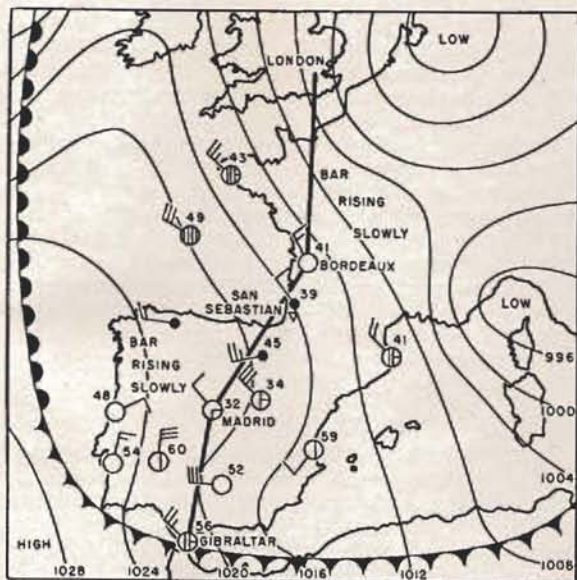 LOW
LONDON
43
BAR
RISING
SLOWLY
49
41
BORDEAUX
SAN
SEBASTIAN
39
LOW
BAR
RISING
SLOWLY
45
41
996
48
34
32
MADRID
1000
59
54
60
52
1004
56
GIBRALTAR
HIGH
1028
1024
1020
1016
1012
1008